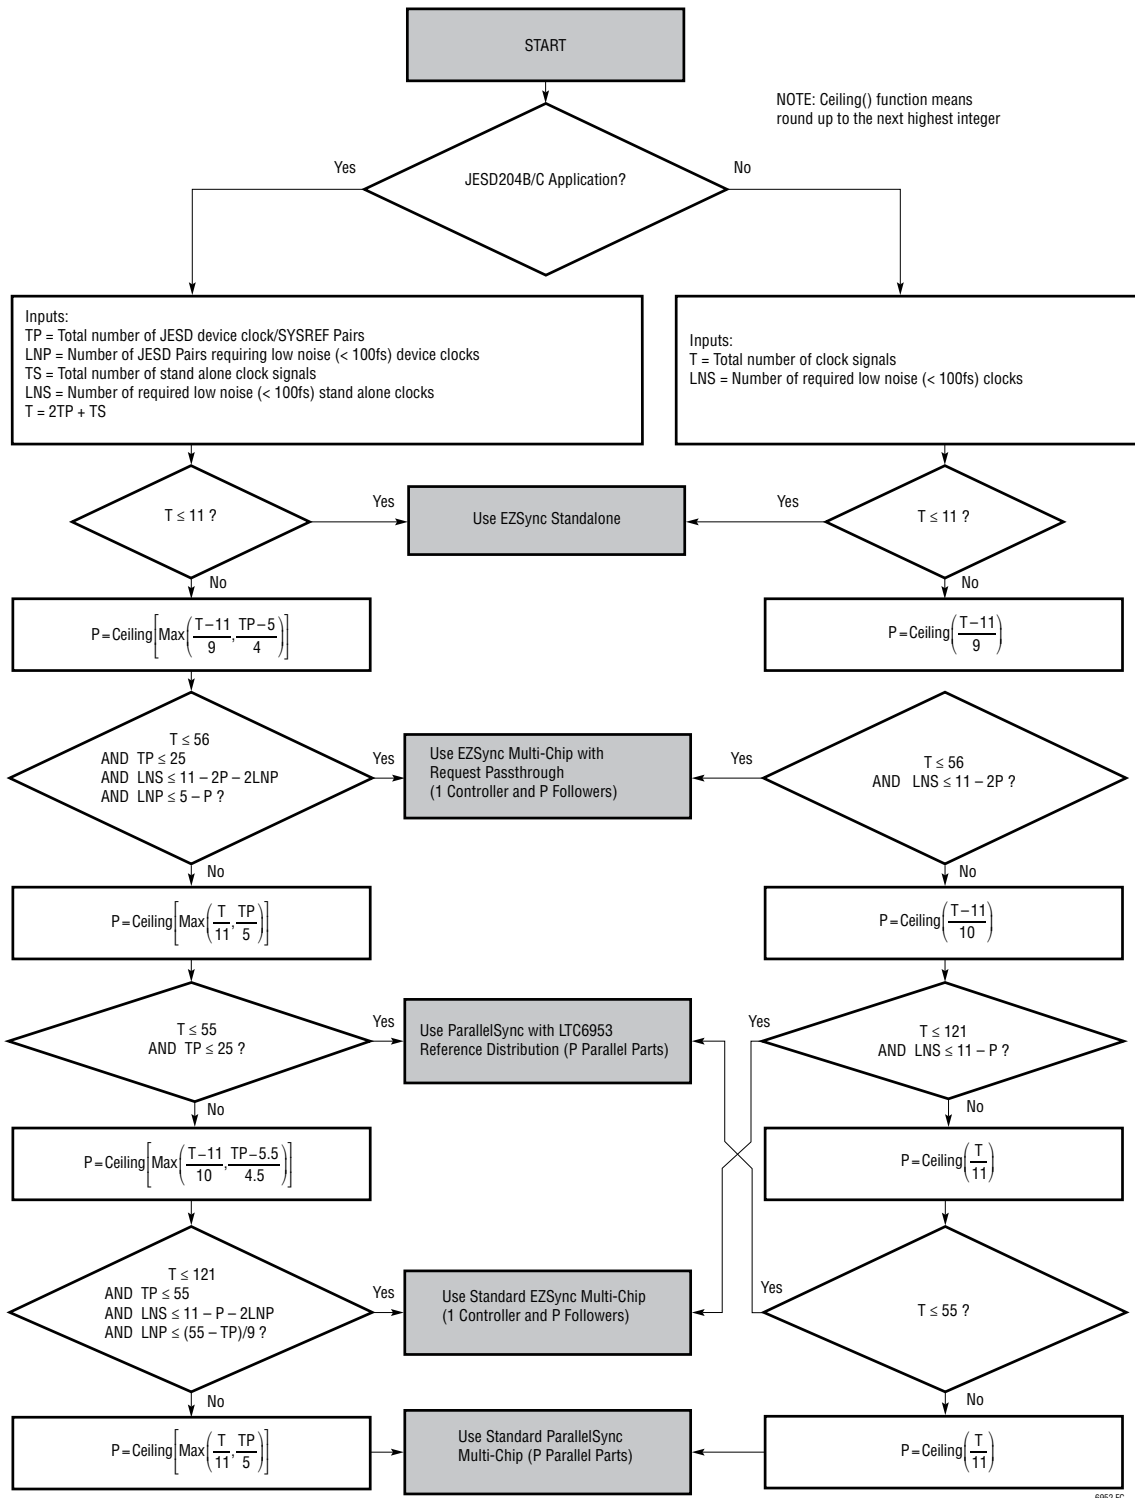 START
NOTE: Ceiling() function means
round up to the next highest integer
JESD204B/C Application?
Yes
No
Inputs:
TP = Total number of JESD device clock/SYSREF Pairs
LNP = Number of JESD Pairs requiring low noise (< 100fs) device clocks
TS = Total number of stand alone clock signals
LNS = Number of required low noise (< 100fs) stand alone clocks
T = 2TP + TS
Inputs:
T = Total number of clock signals
LNS = Number of required low noise (< 100fs) clocks
T ≤ 11 ?
Yes
Use EZSync Standalone
Yes
T ≤ 11 ?
No
No
P = Ceiling[Max((T−11)/9, (TP−5)/4)]
P = Ceiling((T−11)/9)
T ≤ 56
AND TP ≤ 25
AND LNS ≤ 11 – 2P – 2LNP
AND LNP ≤ 5 – P ?
Yes
Use EZSync Multi-Chip with
Request Passthrough
(1 Controller and P Followers)
Yes
T ≤ 56
AND LNS ≤ 11 – 2P ?
No
No
P = Ceiling[Max(T/11, TP/5)]
P = Ceiling((T−11)/10)
T ≤ 55
AND TP ≤ 25 ?
Yes
Use ParallelSync with LTC6953
Reference Distribution (P Parallel Parts)
Yes
T ≤ 121
AND LNS ≤ 11 – P ?
No
No
P = Ceiling[Max((T−11)/10, (TP−5.5)/4.5)]
P = Ceiling(T/11)
T ≤ 121
AND TP ≤ 55
AND LNS ≤ 11 – P – 2LNP
AND LNP ≤ (55 – TP)/9 ?
Yes
Use Standard EZSync Multi-Chip
(1 Controller and P Followers)
Yes
T ≤ 55 ?
No
No
P = Ceiling[Max(T/11, TP/5)]
Use Standard ParallelSync
Multi-Chip (P Parallel Parts)
P = Ceiling(T/11)